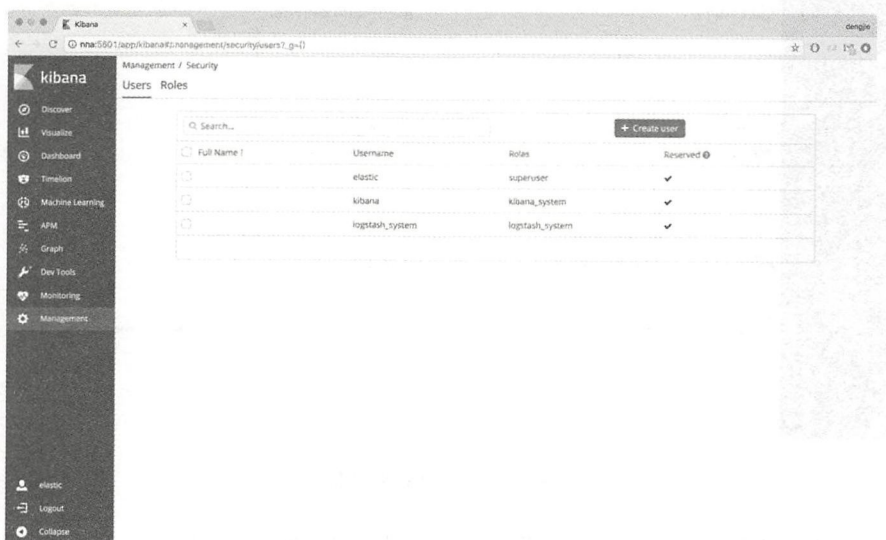 Kibana
dengjie
nna:5601/app/kibana#/management/security/users?_g=()
kibana
Management / Security
Users Roles
Discover
Visualize
Dashboard
Timelion
Machine Learning
APM
Graph
Dev Tools
Monitoring
Management
elastic
Logout
Collapse
Search...
+ Create user
Full Name ↑ Username Roles Reserved
elastic superuser ✔
kibana kibana_system ✔
logstash_system logstash_system ✔